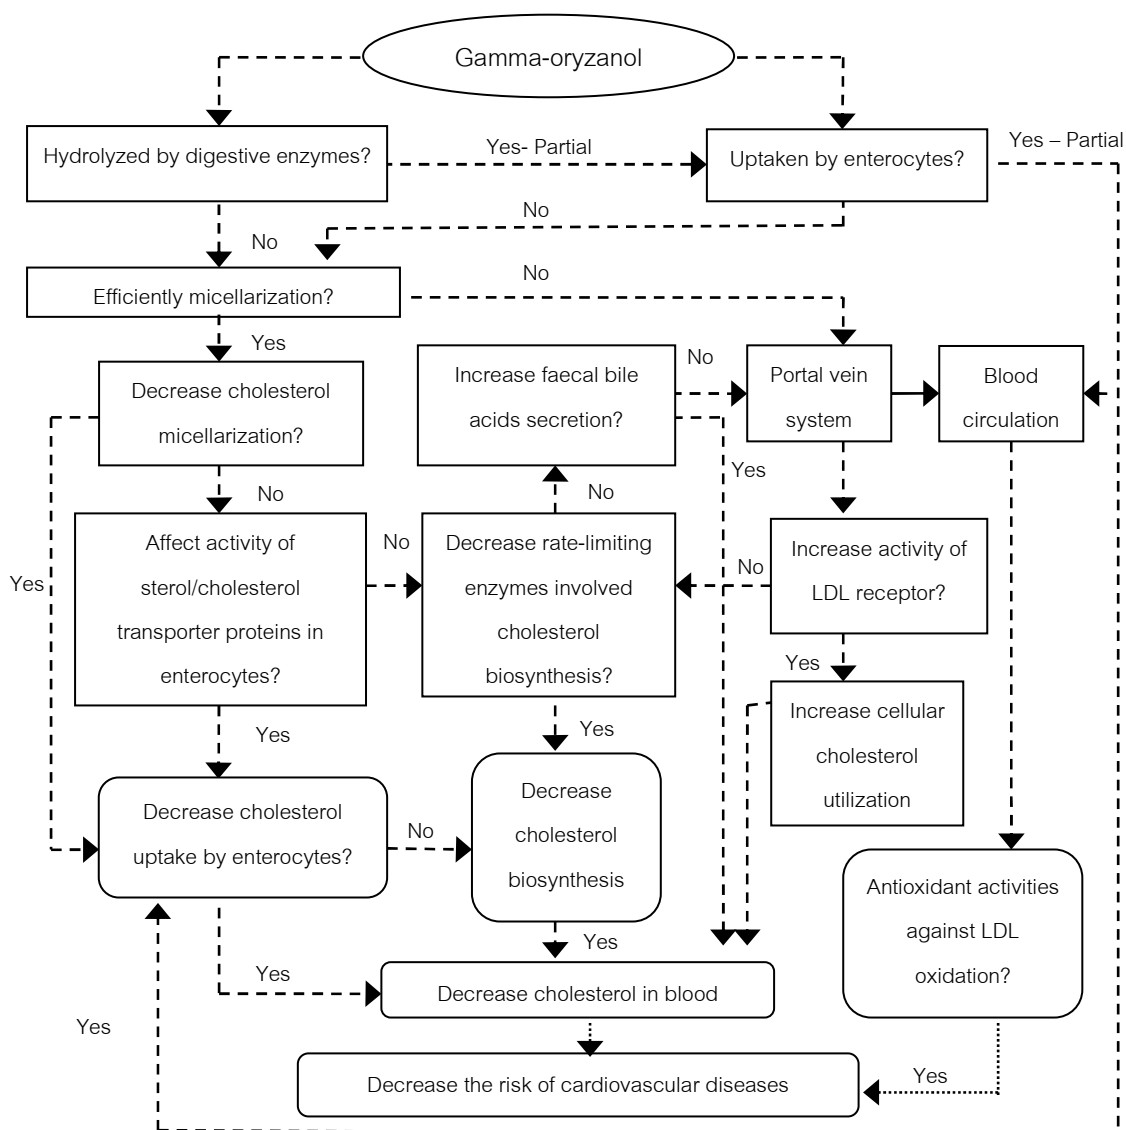 Gamma-oryzanol
Hydrolyzed by digestive enzymes?
Yes- Partial
Uptaken by enterocytes?
Yes – Partial
No
No
Efficiently micellarization?
No
Yes
Decrease cholesterol
micellarization?
Increase faecal bile
acids secretion?
No
Portal vein
system
Blood
circulation
Yes
No
No
Affect activity of
sterol/cholesterol
transporter proteins in
enterocytes?
No
Decrease rate-limiting
enzymes involved
cholesterol
biosynthesis?
No
Increase activity of
LDL receptor?
Yes
Yes
Yes
Yes
Increase cellular
cholesterol
utilization
Decrease cholesterol
uptake by enterocytes?
No
Decrease
cholesterol
biosynthesis
Antioxidant activities
against LDL
oxidation?
Yes
Yes
Decrease cholesterol in blood
Yes
Decrease the risk of cardiovascular diseases
Yes